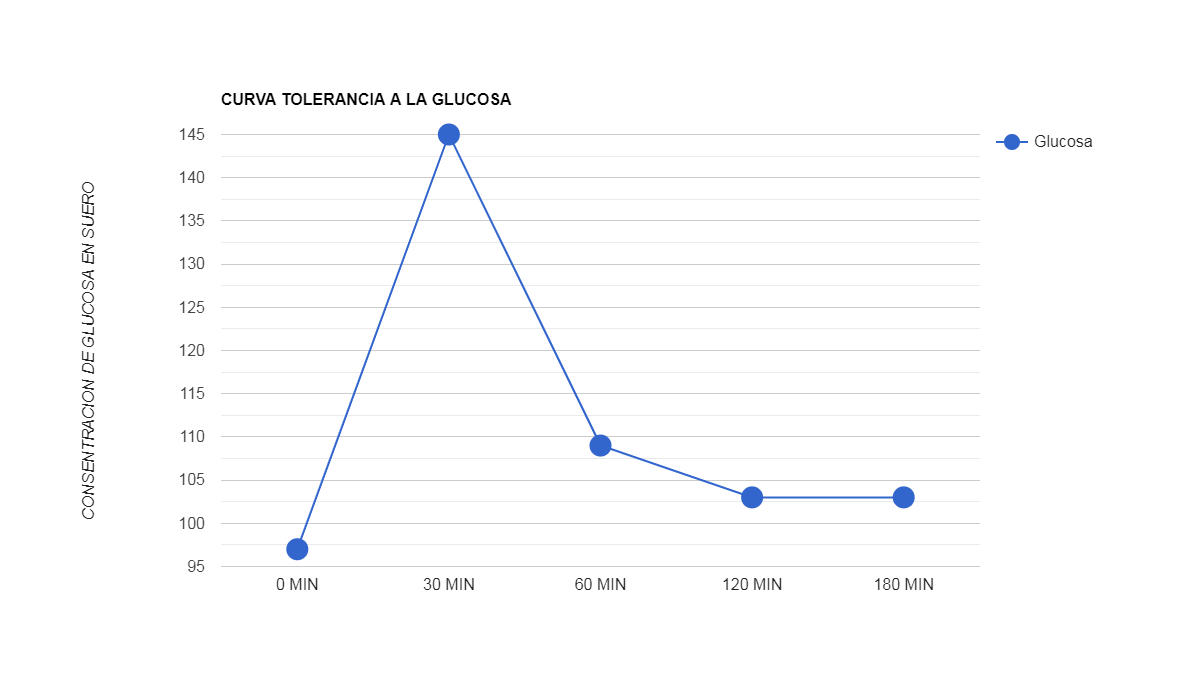 CURVA TOLERANCIA A LA GLUCOSA
Glucosa
CONSENTRACION DE GLUCOSA EN SUERO
145
140
135
130
125
120
115
110
105
100
95
0 MIN
30 MIN
60 MIN
120 MIN
180 MIN